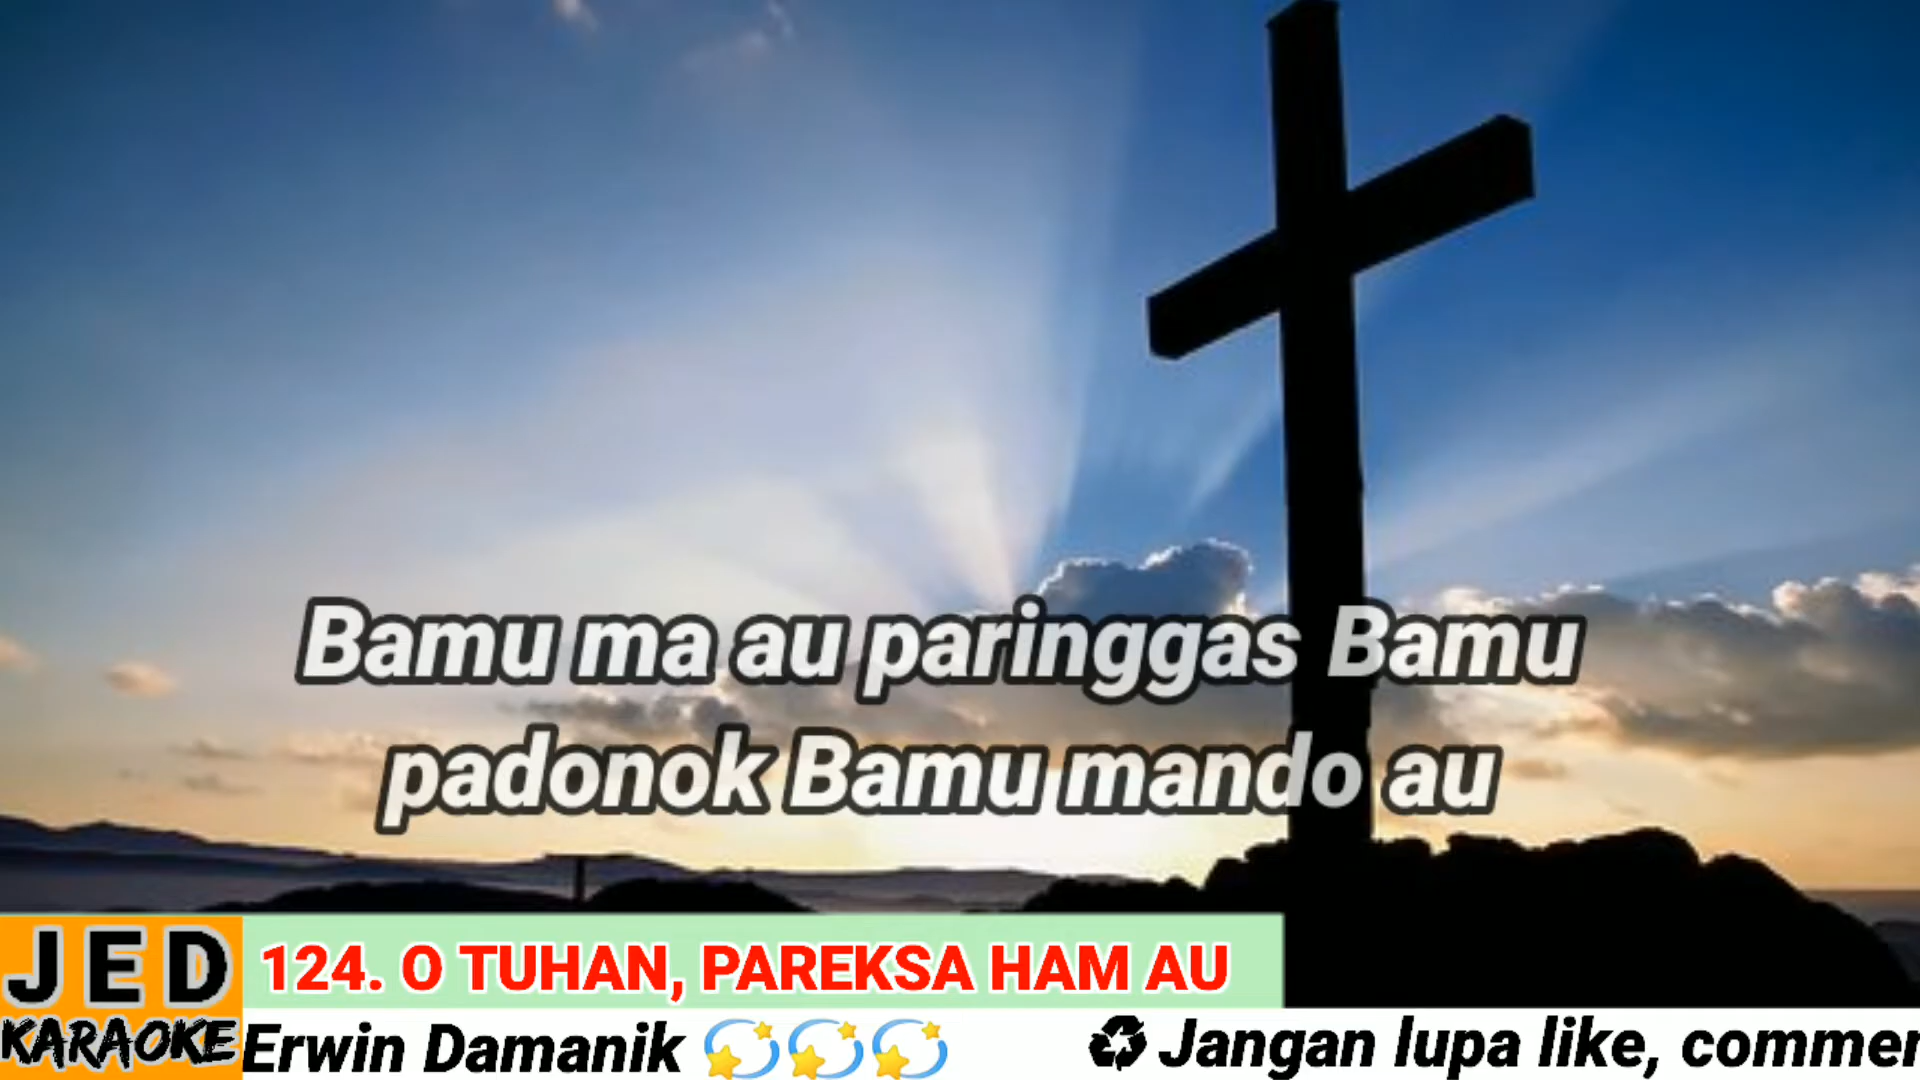 Bamu ma au paringgas Bamu
padonok Bamu mando au
JED
KARAOKE
124. O TUHAN, PAREKSA HAM AU
Erwin Damanik 💫💫💫 ♻ Jangan lupa like, commen